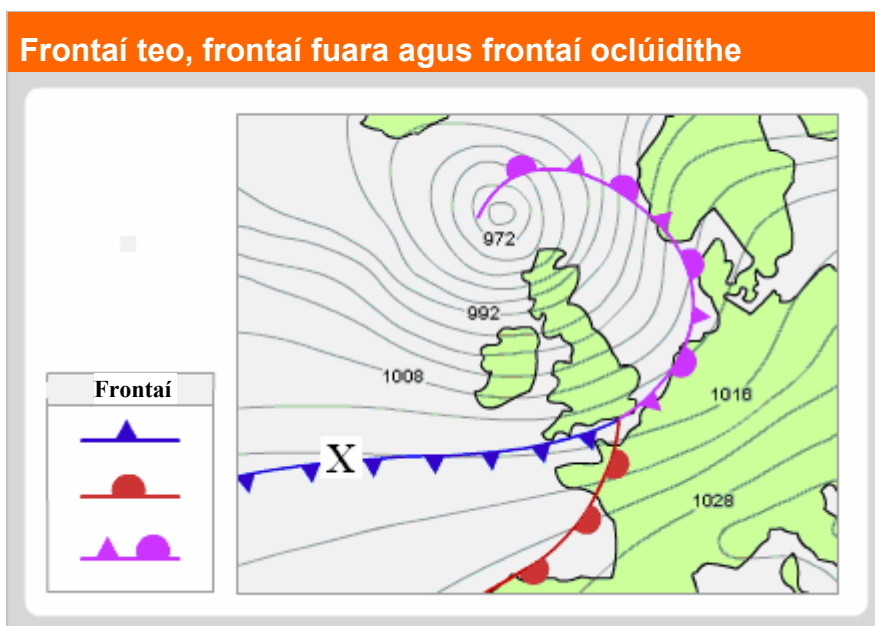 Frontaí teo, frontaí fuara agus frontaí oclúidithe
972
992
1008
1016
X
1028
Frontaí